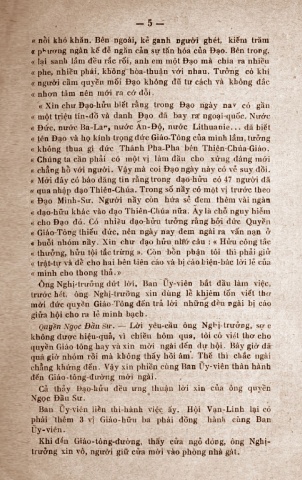 — 5 —
« nỗi khó khăn. Bên ngoài, kẻ ganh người ghét, kiếm trăm
« phương ngàn kế để ngăn cản sự tấn hóa của Đạo. Bên trong,
« lại sanh lắm đều rắc rối, anh em một Đạo mà chia ra nhiều
« phe, nhiều phái, không hòa-thuận với nhau. Tưởng có khi
« người cầm quyền mối Đạo không đã tư cách và không đắc
« nhơn tâm nên mới ra cớ đỗi.
« Xin chư Đạo-hữu biết rằng trong Đạo ngày nay có gần
« một triệu tín-đồ và danh Đạo đã bay ra ngoại-quốc. Nước
« Đức, nước Ba-Lan, nước Ấn-Độ, nước Lithuanie... đã biết
« tên Đạo và họ kính trọng đức Giáo-Tông của mình lắm, tưởng
« không thua gì đức Thánh Pha-Pha bên Thiên-Chúa-Giáo.
« Chúng ta cần phải có một vị làm đầu cho xứng đáng mới
« chẳng hổ với người. Vậy mà coi Đạo ngày này có vẻ suy đồi.
« Mới đây có báo đăng tin rằng trong đạo-hữu có 47 người đã
« qua nhập đạo Thiên-Chúa. Trong số nầy có một vị trước theo
« Đạo Minh-Sư. Người nầy còn hứa sẽ đem thêm vài ngàn
« đạo-hữu khác vào đạo Thiên-Chúa nữa. Ấy là chỗ nguy hiểm
« cho Đạo đó. Có nhiều đạo-hữu tưởng rằng bởi đức Quyền
« Giáo-Tông thiếu đức, nên ngày nay đem ngài ra vấn nạn ở
« buổi nhóm nầy. Xin chư đạo hữu nhớ câu : « Hữu công tắc
« thưởng, hữu tội tắc trừng ». Còn bổn phận tôi thì phải giữ
« trật-tự và để cho hai bên tiên cáo và bị cáo biện-bác lời lẽ của
« mình cho thong thả. »
Ông Nghị-trưởng dứt lời, Ban Ủy-viên bắt đầu làm việc,
trước hết, ông Nghị-trưởng xin dùng lễ khiêm tốn viết thơ
mời đức quyền Giáo-Tông đến trả lời những đều ngài bị cáo
giữa hội cho ra lẽ minh bạch.
Quyền Ngọc Đầu Sư. — Lời yêu-cầu ông Nghị-trưởng, sợ e
không được hiệu-quả, vì chiều hôm qua, tôi có viết thơ cho
quyền Giáo tông hay và xin mời ngài đến dự hội. Bây giờ đã
quá giờ nhóm rồi mà không thấy hồi âm. Thế thì chắc ngài
chẳng khứng đến. Vậy xin phiền cùng Ban Ủy-viên thân hành
đến Giáo-tông-đường mời ngài.
Cả thảy Đạo-hữu đều ưng thuận lời xin của ông quyền
Ngọc Đầu Sư.
Ban Ủy-viên liền thi-hành việc ấy. Hội Vạn-Linh lại có
phái thêm 3 vị Giáo-hữu ba phái đồng hành cùng Ban
Ủy-viên.
Khi đến Giáo-tông-đường, thấy cửa ngõ đóng, ông Nghị-
trưởng xin vô, người giữ cửa mời vào phòng nhà gát.